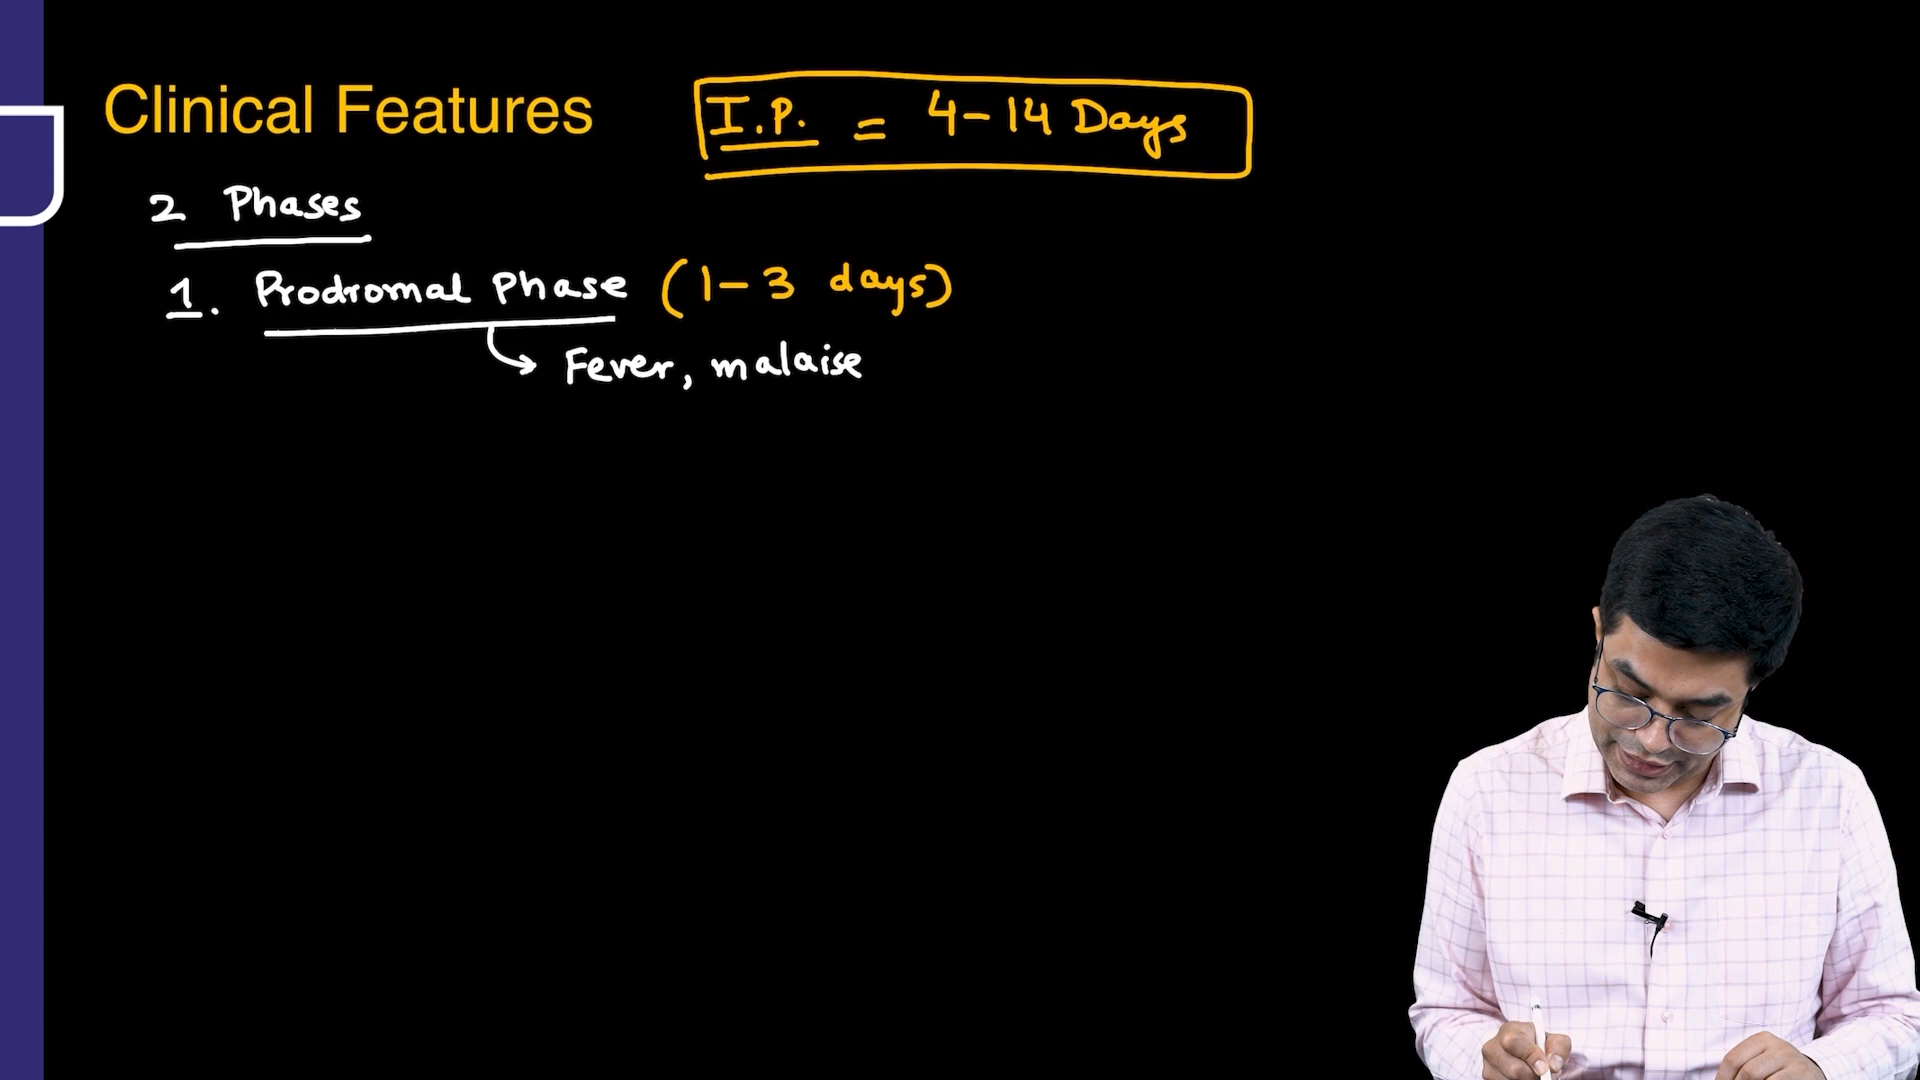 Clinical Features
I.P. = 4-14 Days
2 Phases
1. Prodromal Phase (1-3 days)
Fever, malaise